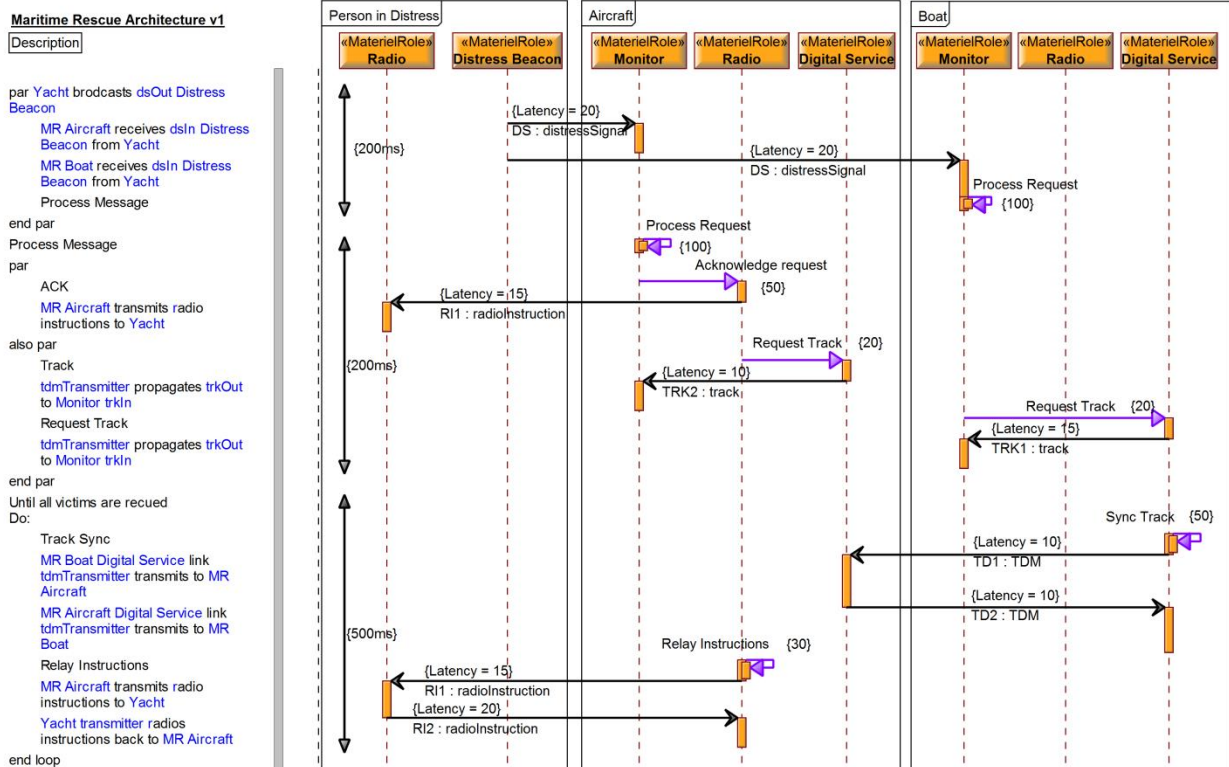 Maritime Rescue Architecture v1
Description
par Yacht brodcasts dsOut Distress
Beacon
MR Aircraft receives dsIn Distress
Beacon from Yacht
MR Boat receives dsIn Distress
Beacon from Yacht
Process Message
end par
Process Message
par
ACK
MR Aircraft transmits radio
instructions to Yacht
also par
Track
tdmTransmitter propagates trkOut
to Monitor trkIn
Request Track
tdmTransmitter propagates trkOut
to Monitor trkIn
end par
Until all victims are recued
Do:
Track Sync
MR Boat Digital Service link
tdmTransmitter transmits to MR
Aircraft
MR Aircraft Digital Service link
tdmTransmitter transmits to MR
Boat
Relay Instructions
MR Aircraft transmits radio
instructions to Yacht
Yacht transmitter radios
instructions back to MR Aircraft
end loop
Person in Distress
Aircraft
Boat
«MaterielRole»
Radio
«MaterielRole»
Distress Beacon
«MaterielRole»
Monitor
«MaterielRole»
Radio
«MaterielRole»
Digital Service
«MaterielRole»
Monitor
«MaterielRole»
Radio
«MaterielRole»
Digital Service
{Latency = 20}
DS : distressSignal
{200ms}
{Latency = 20}
DS : distressSignal
Process Request
{100}
Process Request
{100}
Acknowledge request
{50}
{Latency = 15}
RI1 : radioInstruction
Request Track {20}
{200ms}
{Latency = 10}
TRK2 : track
Request Track {20}
{Latency = 15}
TRK1 : track
Sync Track {50}
{Latency = 10}
TD1 : TDM
{Latency = 10}
TD2 : TDM
{500ms}
Relay Instructions {30}
{Latency = 15}
RI1 : radioInstruction
{Latency = 20}
RI2 : radioInstruction